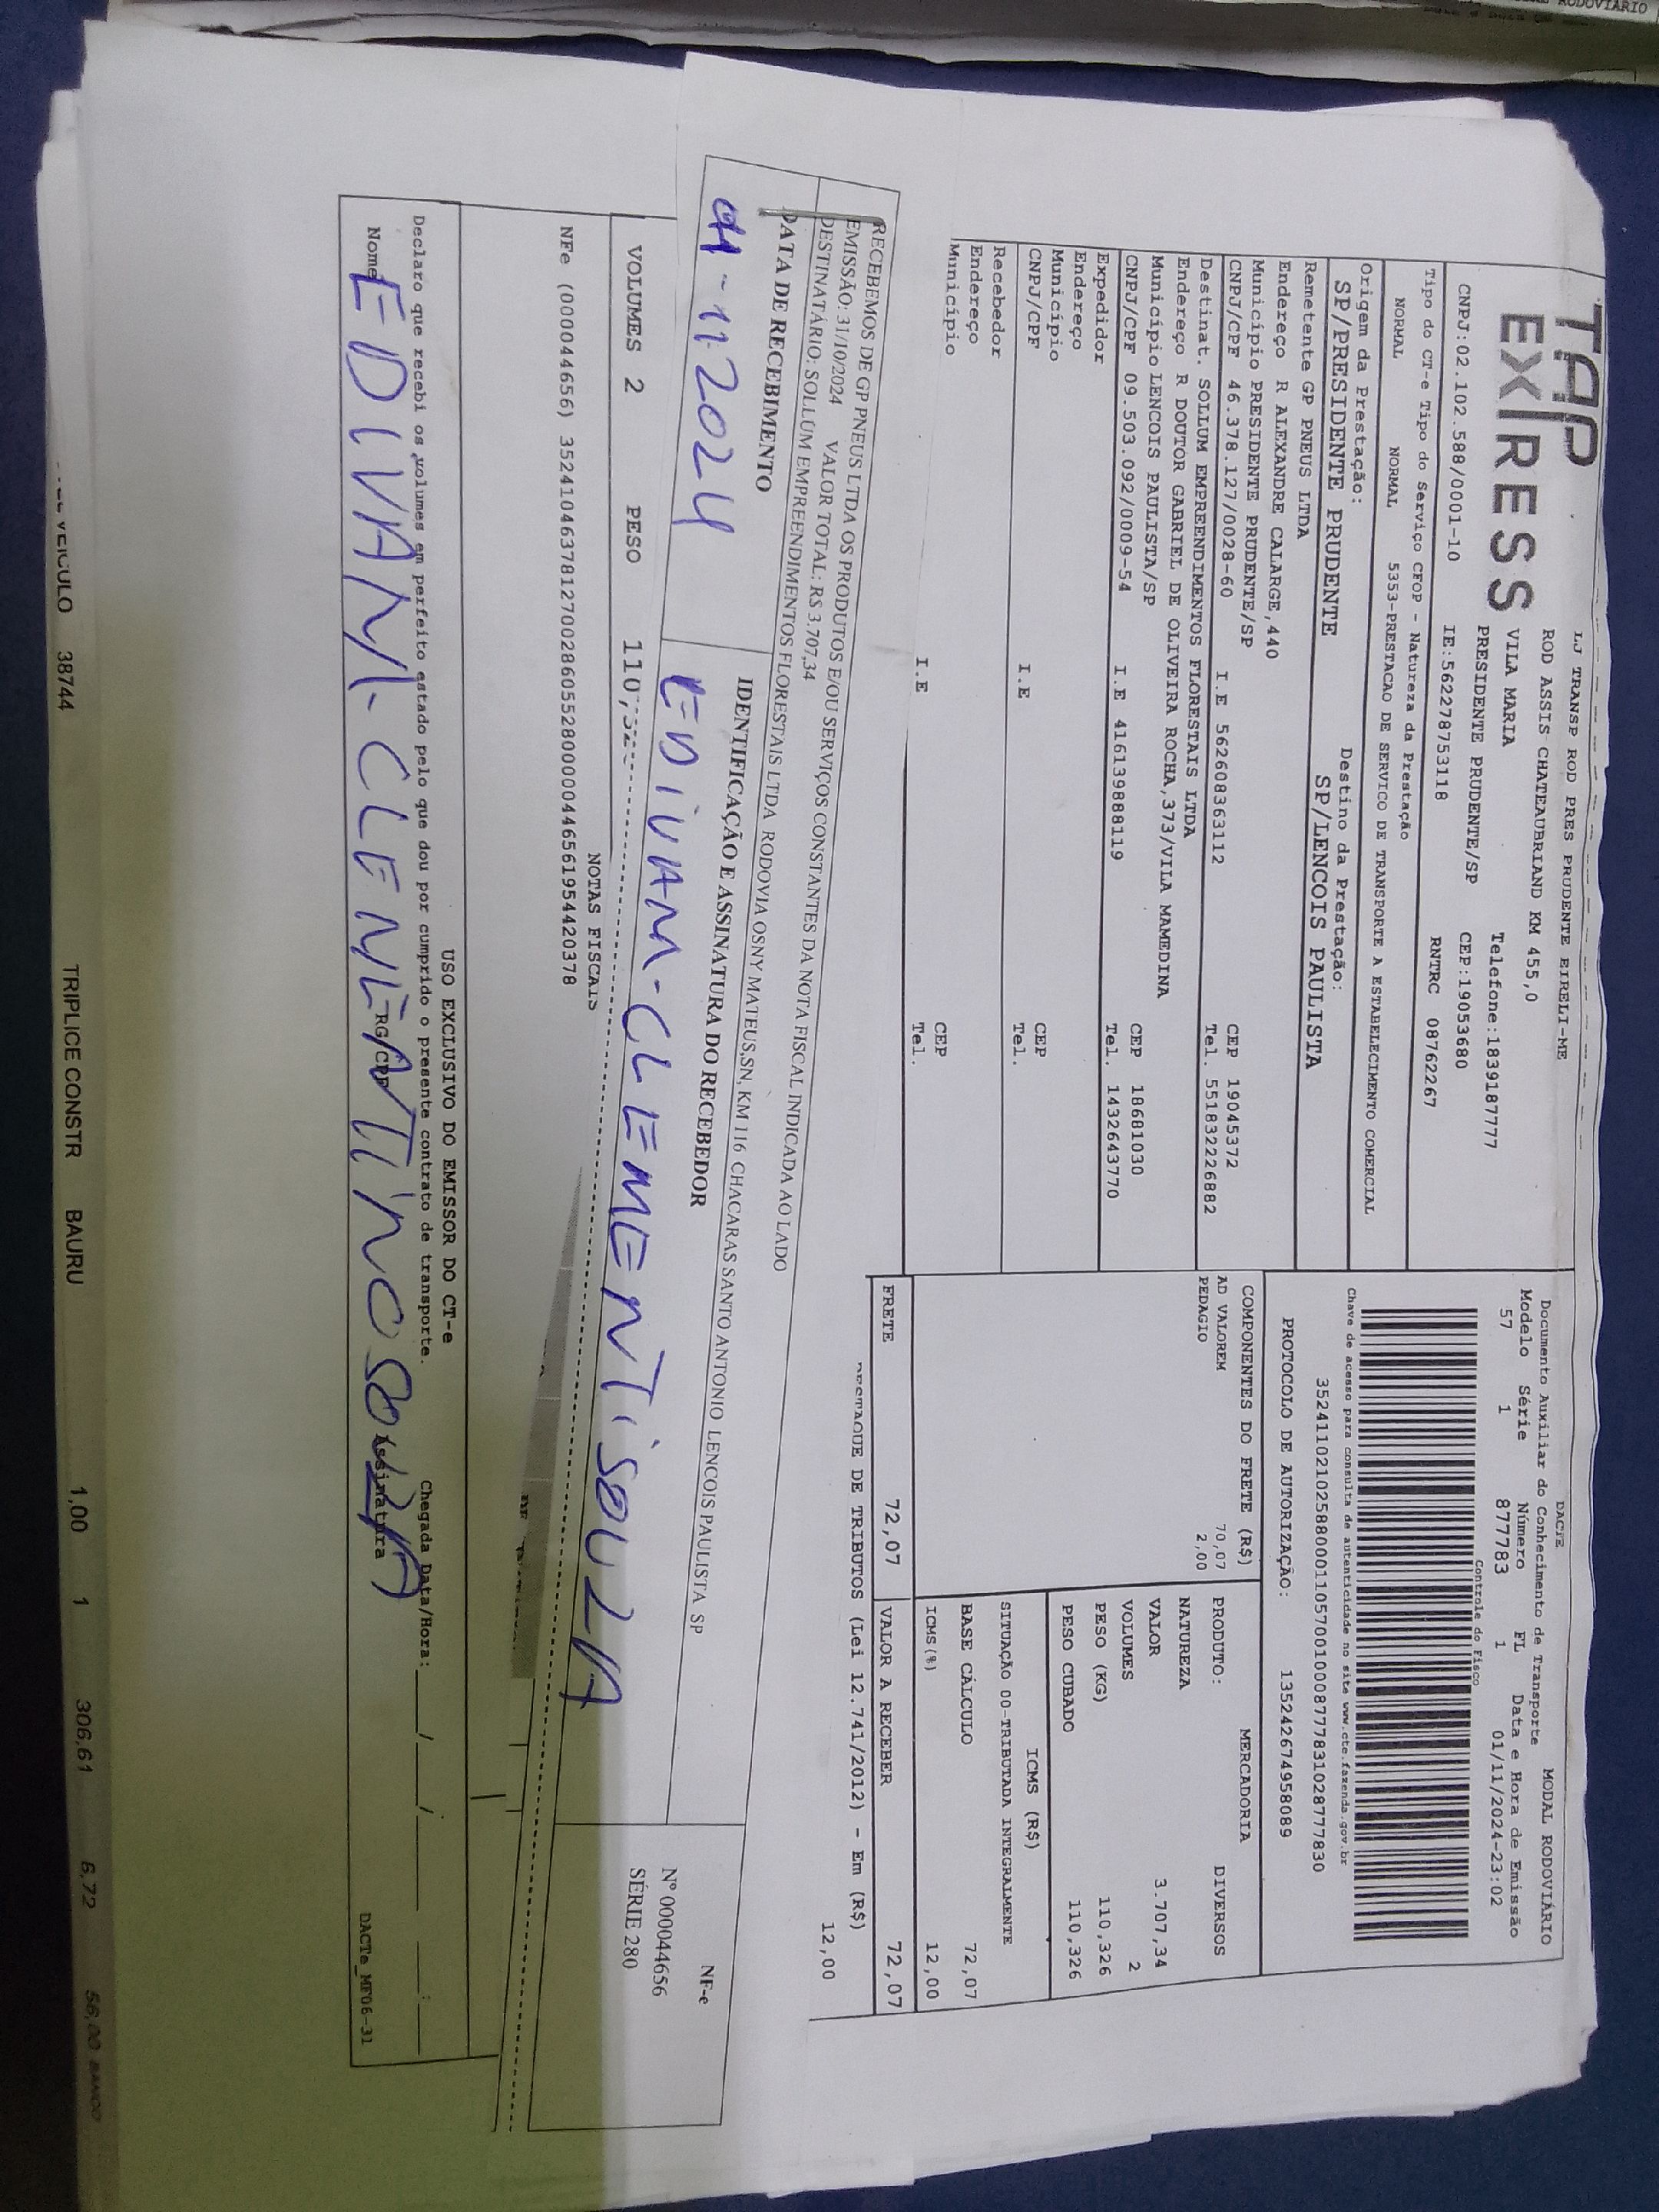 TAP
EXPRESS
LJ TRANSP ROD PRES PRUDENTE EIRELI-ME
ROD ASSIS CHATEAUBRIAND KM 455,0
VILA MARIA
PRESIDENTE PRUDENTE/SP
Telefone:1839187777
CEP:19053680
CNPJ:02.102.588/0001-10 IE:562278753118 RNTRC 08762267
Tipo do CT-e Tipo do Serviço CFOP - Natureza da Prestação
NORMAL NORMAL 5353-PRESTACAO DE SERVICO DE TRANSPORTE A ESTABELECIMENTO COMERCIAL
Origem da Prestação: Destino da Prestação:
SP/PRESIDENTE PRUDENTE SP/LENCOIS PAULISTA
Remetente GP PNEUS LTDA
Endereço R ALEXANDRE CALARGE,440
Município PRESIDENTE PRUDENTE/SP CEP 19045372
CNPJ/CPF 46.378.127/0028-60 I.E 562608363112 Tel. 551832226882
Destinat. SOLLUM EMPREENDIMENTOS FLORESTAIS LTDA
Endereço R DOUTOR GABRIEL DE OLIVEIRA ROCHA,373/VILA MAMEDINA
Município LENCOIS PAULISTA/SP CEP 18681030
CNPJ/CPF 09.503.092/0009-54 I.E 416139888119 Tel. 1432643770
Expedidor
Endereço
Município CEP
CNPJ/CPF I.E Tel.
Recebedor
Endereço
Município CEP
I.E Tel.
DACTE
Documento Auxiliar do Conhecimento de Transporte
MODAL RODOVIÁRIO
Modelo Série Número FL Data e Hora de Emissão
57 1 877783 1 01/11/2024-23:02
Controle do Fisco
Chave de acesso para consulta de autenticidade no site www.cte.fazenda.gov.br
35241102102588000110570010008777831028777830
PROTOCOLO DE AUTORIZAÇÃO: 135242674958089
COMPONENTES DO FRETE (R$)
AD VALOREM 70,07
PEDAGIO 2,00
MERCADORIA
PRODUTO: DIVERSOS
NATUREZA
VALOR 3.707,34
VOLUMES 2
PESO (KG) 110,326
PESO CUBADO 110,326
ICMS (R$)
SITUAÇÃO 00-TRIBUTADA INTEGRALMENTE
BASE CÁLCULO 72,07
ICMS(%) 12,00
FRETE 72,07 VALOR A RECEBER 72,07
DESTAQUE DE TRIBUTOS (Lei 12.741/2012) - Em (R$)
12,00
RECEBEMOS DE GP PNEUS LTDA OS PRODUTOS E/OU SERVIÇOS CONSTANTES DA NOTA FISCAL INDICADA AO LADO
EMISSÃO: 31/10/2024 VALOR TOTAL: R$ 3.707,34
DESTINATÁRIO: SOLLUM EMPREENDIMENTOS FLORESTAIS LTDA RODOVIA OSNY MATEUS,SN, KM 116 CHACARAS SANTO ANTONIO LENCOIS PAULISTA SP
DATA DE RECEBIMENTO IDENTIFICAÇÃO E ASSINATURA DO RECEBEDOR
-11-2024 EDIVAM-CLEMENTISOUZA
NF-e
Nº 000044656
SÉRIE 280
VOLUMES 2 PESO 110,
NOTAS FISCAIS
NFe (000044656) 35241046378127002860552800000446561954420378
USO EXCLUSIVO DO EMISSOR DO CT-e
Declaro que recebi os volumes em perfeito estado pelo que dou por cumprido o presente contrato de transporte. Chegada Data/Hora: ___/___/______ ___:___
Nome EDIVANI-CLEMENTINO SOUZA RG/CPF Assinatura
DACTe_MF06-31
VEICULO 38744 TRIPLICE CONSTR BAURU 1,00 1 306,61 6,72 56,00
RODOVIÁRIO